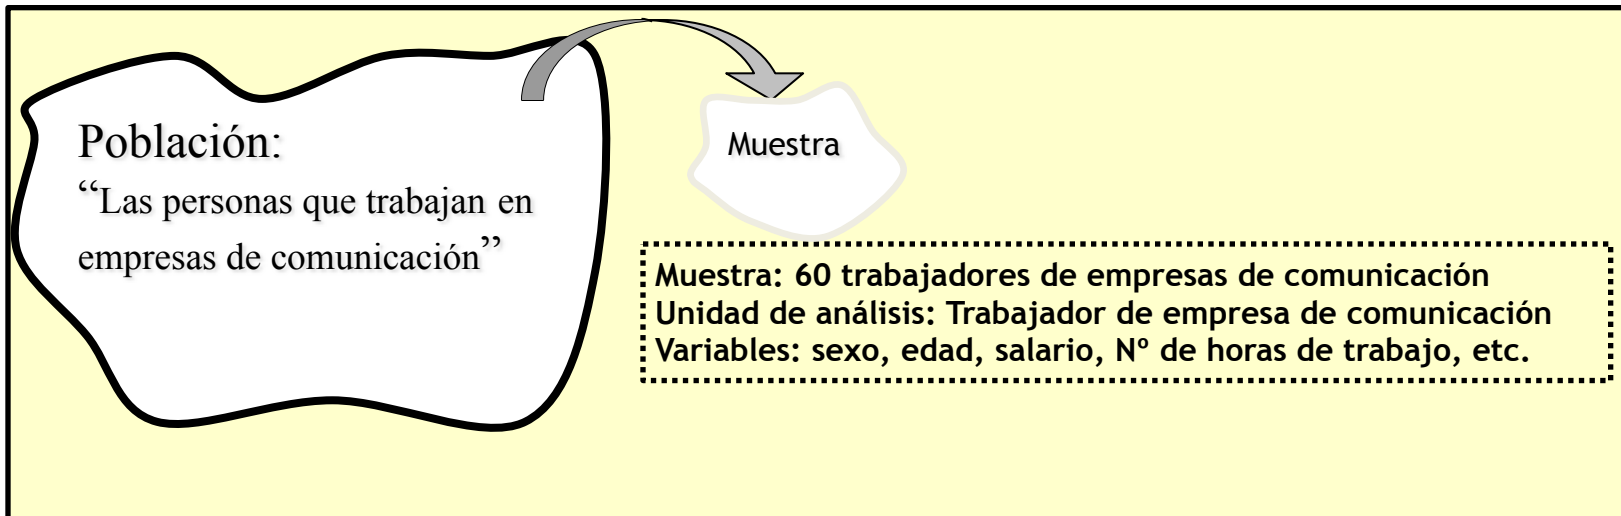 Población:
“Las personas que trabajan en
empresas de comunicación”
Muestra
Muestra: 60 trabajadores de empresas de comunicación
Unidad de análisis: Trabajador de empresa de comunicación
Variables: sexo, edad, salario, Nº de horas de trabajo, etc.